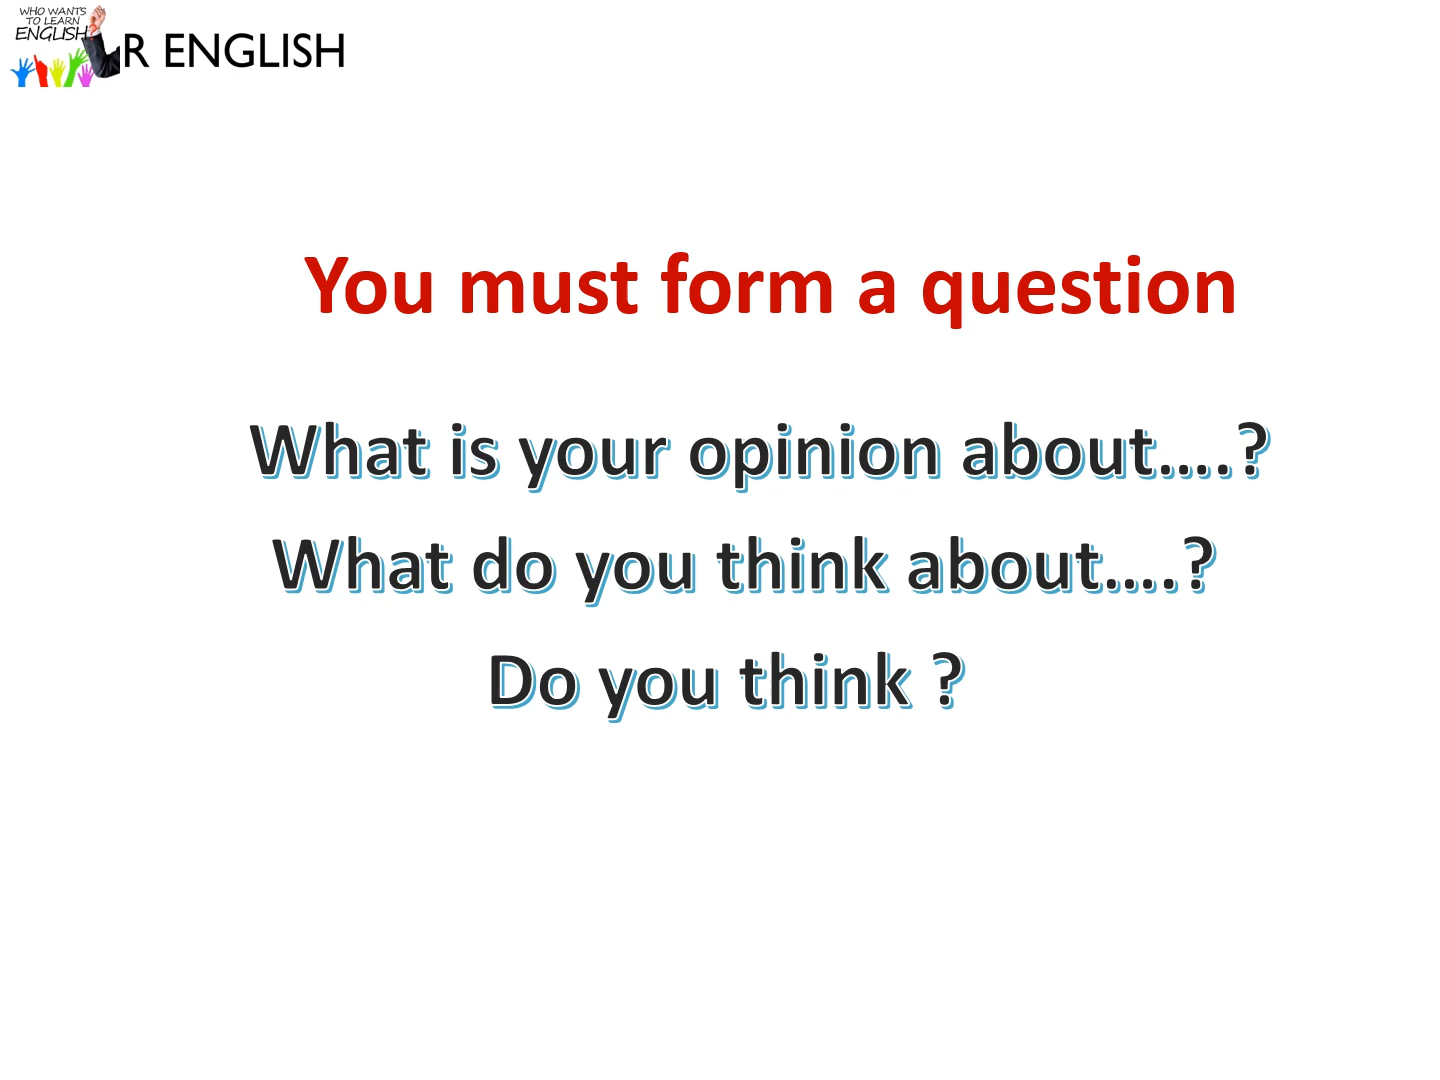 WHO WANTS
TO LEARN
ENGLISH?
R ENGLISH
You must form a question
What is your opinion about….?
What do you think about….?
Do you think ?